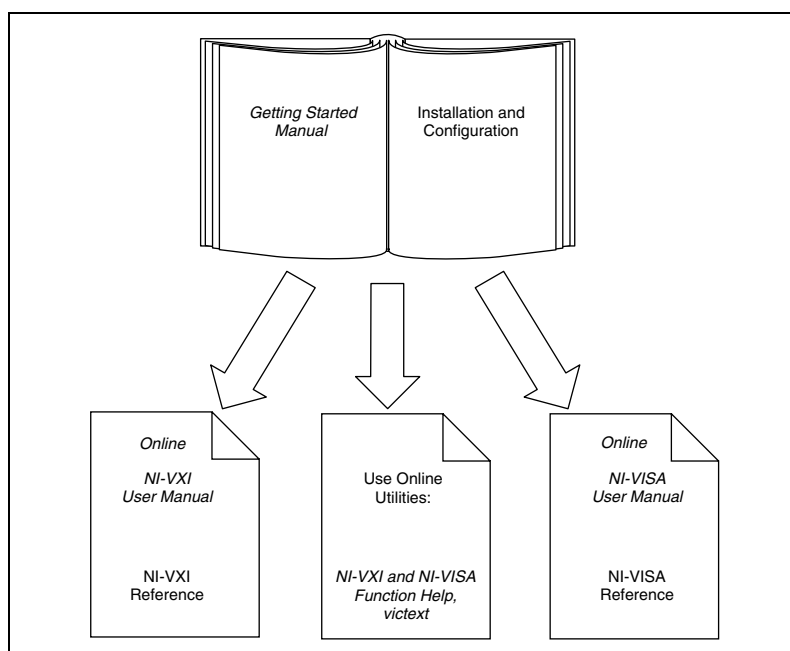 Getting Started
Manual
Installation and
Configuration
Online
NI-VXI
User Manual
NI-VXI
Reference
Use Online
Utilities:
NI-VXI and NI-VISA
Function Help,
victext
Online
NI-VISA
User Manual
NI-VISA
Reference